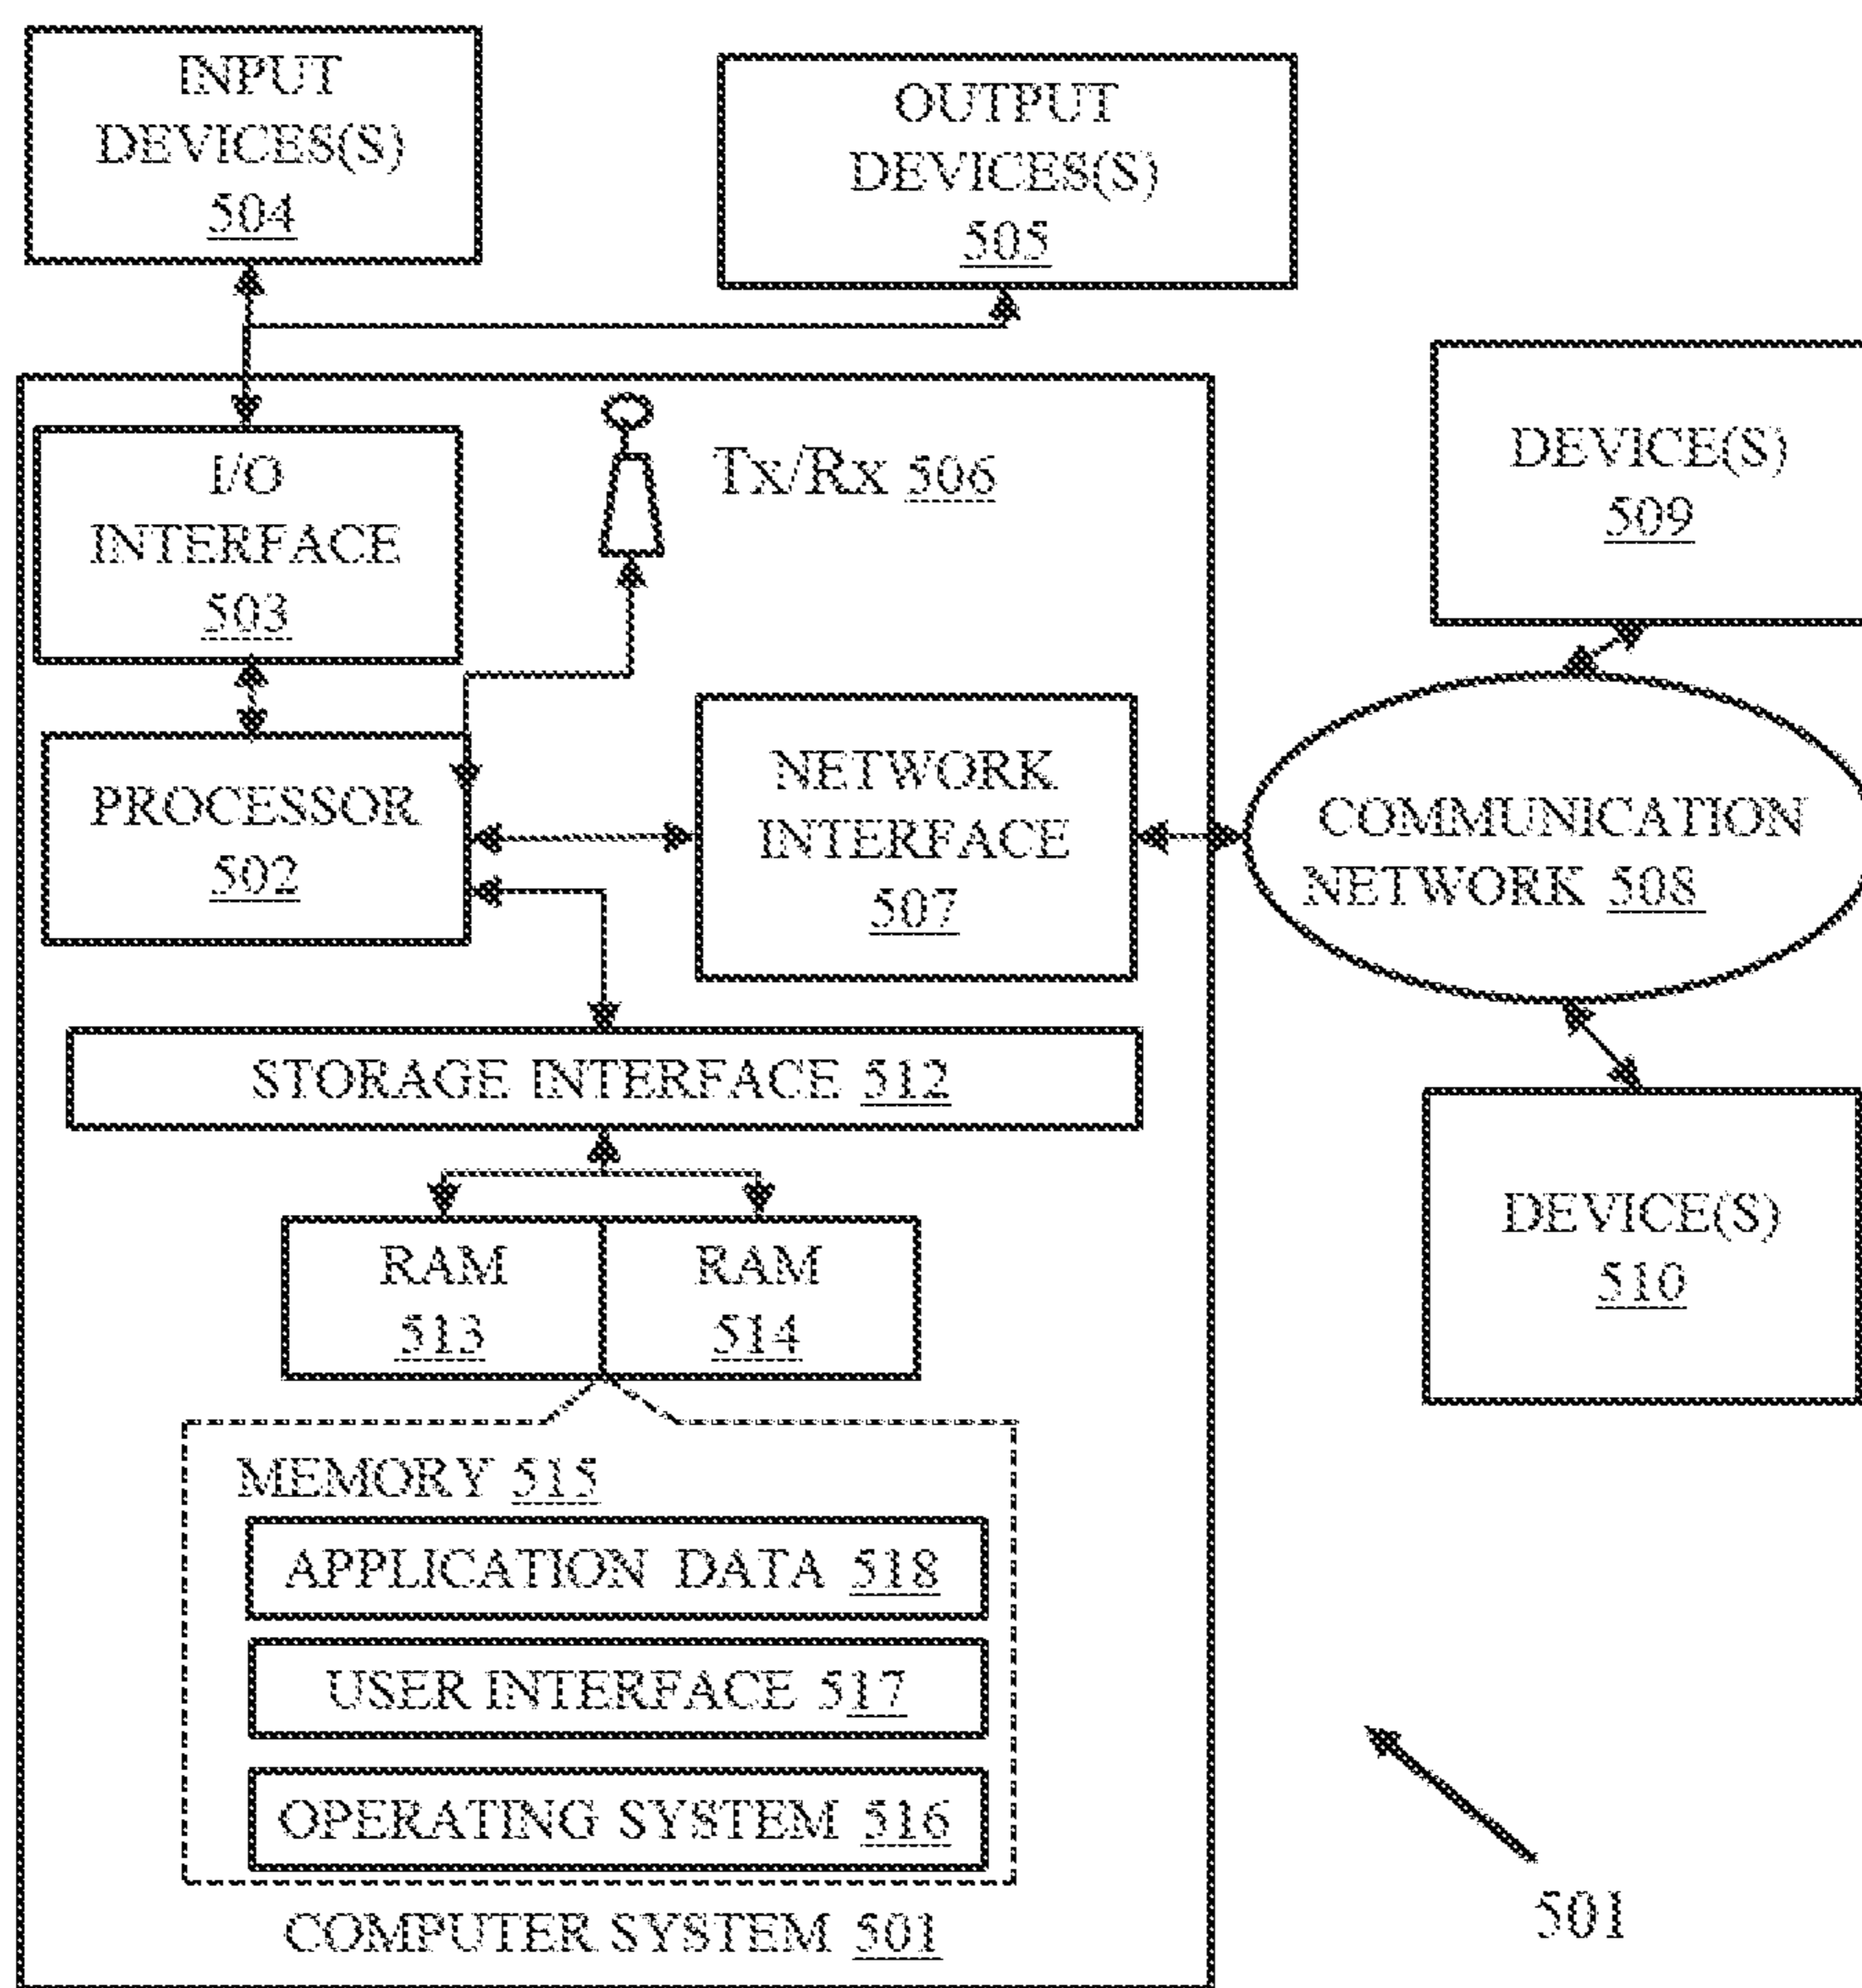 INPUT
DEVICES(S)
504
OUTPUT
DEVICES(S)
505
I/O
INTERFACE
503
Tx/Rx 506
DEVICE(S)
509
PROCESSOR
502
NETWORK
INTERFACE
507
COMMUNICATION
NETWORK 508
STORAGE INTERFACE 512
RAM
513
RAM
514
DEVICE(S)
510
MEMORY 515
APPLICATION DATA 518
USER INTERFACE 517
OPERATING SYSTEM 516
COMPUTER SYSTEM 501
501